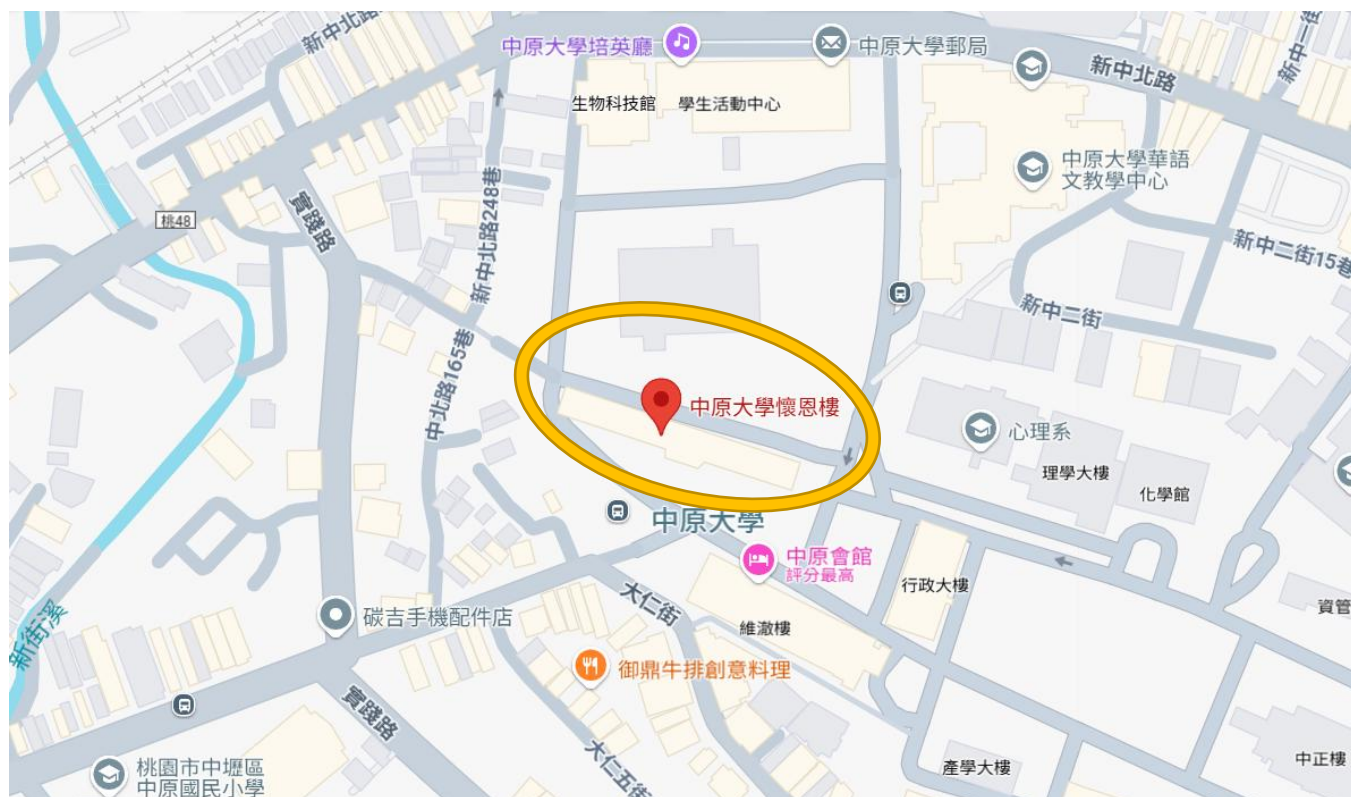 新中北路
中原大學培英廳
中原大學郵局
新中一街
新中北路
生物科技館
學生活動中心
中原大學華語
文教學中心
桃48
實踐路
新中北路248巷
新中二街15巷
新中二街
中北路165巷
中原大學懷恩樓
心理系
理學大樓
化學館
中原大學
中原會館
評分最高
行政大樓
資管
碳吉手機配件店
大仁街
維澈樓
新街溪
御鼎牛排創意料理
實踐路
大仁五街
產學大樓
中正樓
桃園市中壢區
中原國民小學